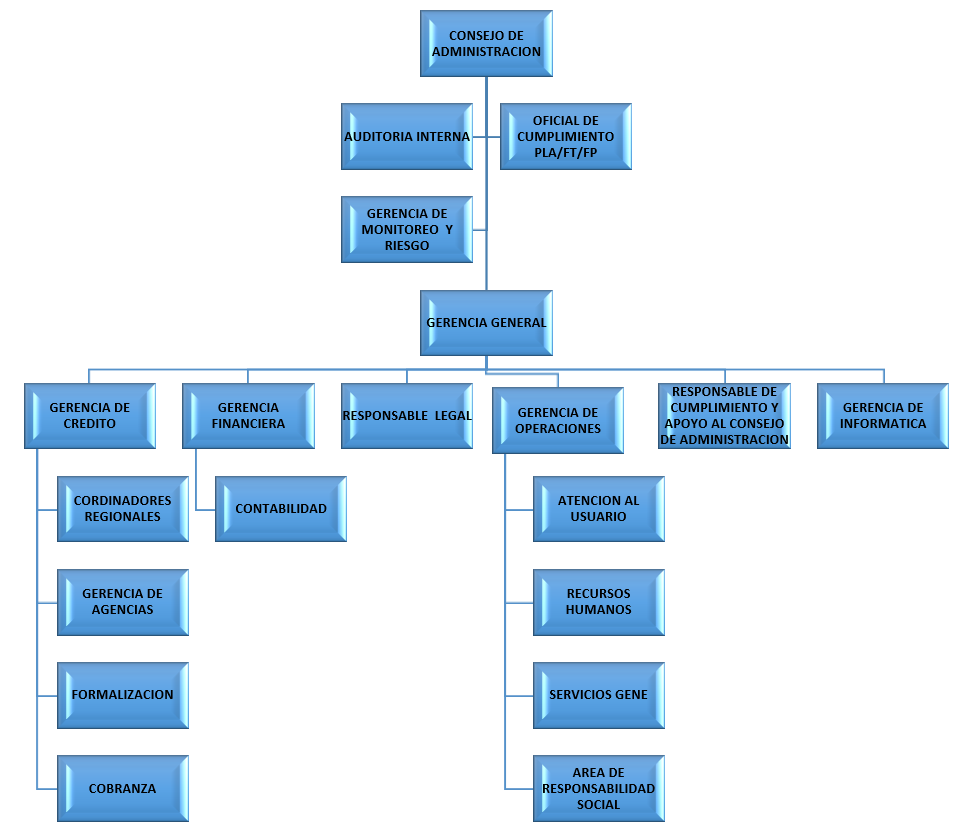 CONSEJO DE
ADMINISTRACION
AUDITORIA INTERNA
OFICIAL DE
CUMPLIMIENTO
PLA/FT/FP
GERENCIA DE
MONITOREO Y
RIESGO
GERENCIA GENERAL
GERENCIA DE
CREDITO
GERENCIA
FINANCIERA
RESPONSABLE LEGAL
GERENCIA DE
OPERACIONES
RESPONSABLE DE
CUMPLIMIENTO Y
APOYO AL CONSEJO
DE ADMINISTRACION
GERENCIA DE
INFORMATICA
CORDINADORES
REGIONALES
GERENCIA DE
AGENCIAS
FORMALIZACION
COBRANZA
CONTABILIDAD
ATENCION AL
USUARIO
RECURSOS
HUMANOS
SERVICIOS GENE
AREA DE
RESPONSABILIDAD
SOCIAL